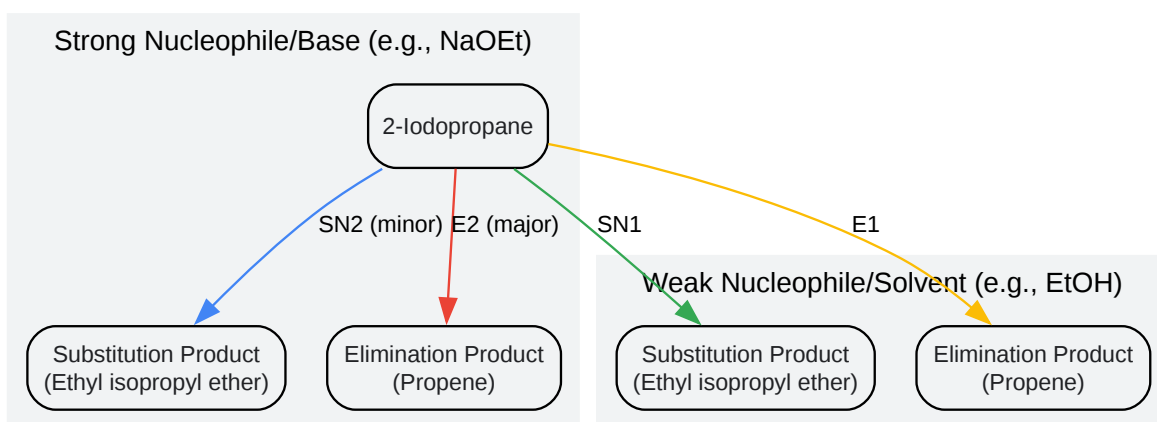 Strong Nucleophile/Base (e.g., NaOEt)
2-Iodopropane
SN2 (minor)
E2 (major)
SN1
E1
Weak Nucleophile/Solvent (e.g., EtOH)
Substitution Product
(Ethyl isopropyl ether)
Elimination Product
(Propene)
Substitution Product
(Ethyl isopropyl ether)
Elimination Product
(Propene)